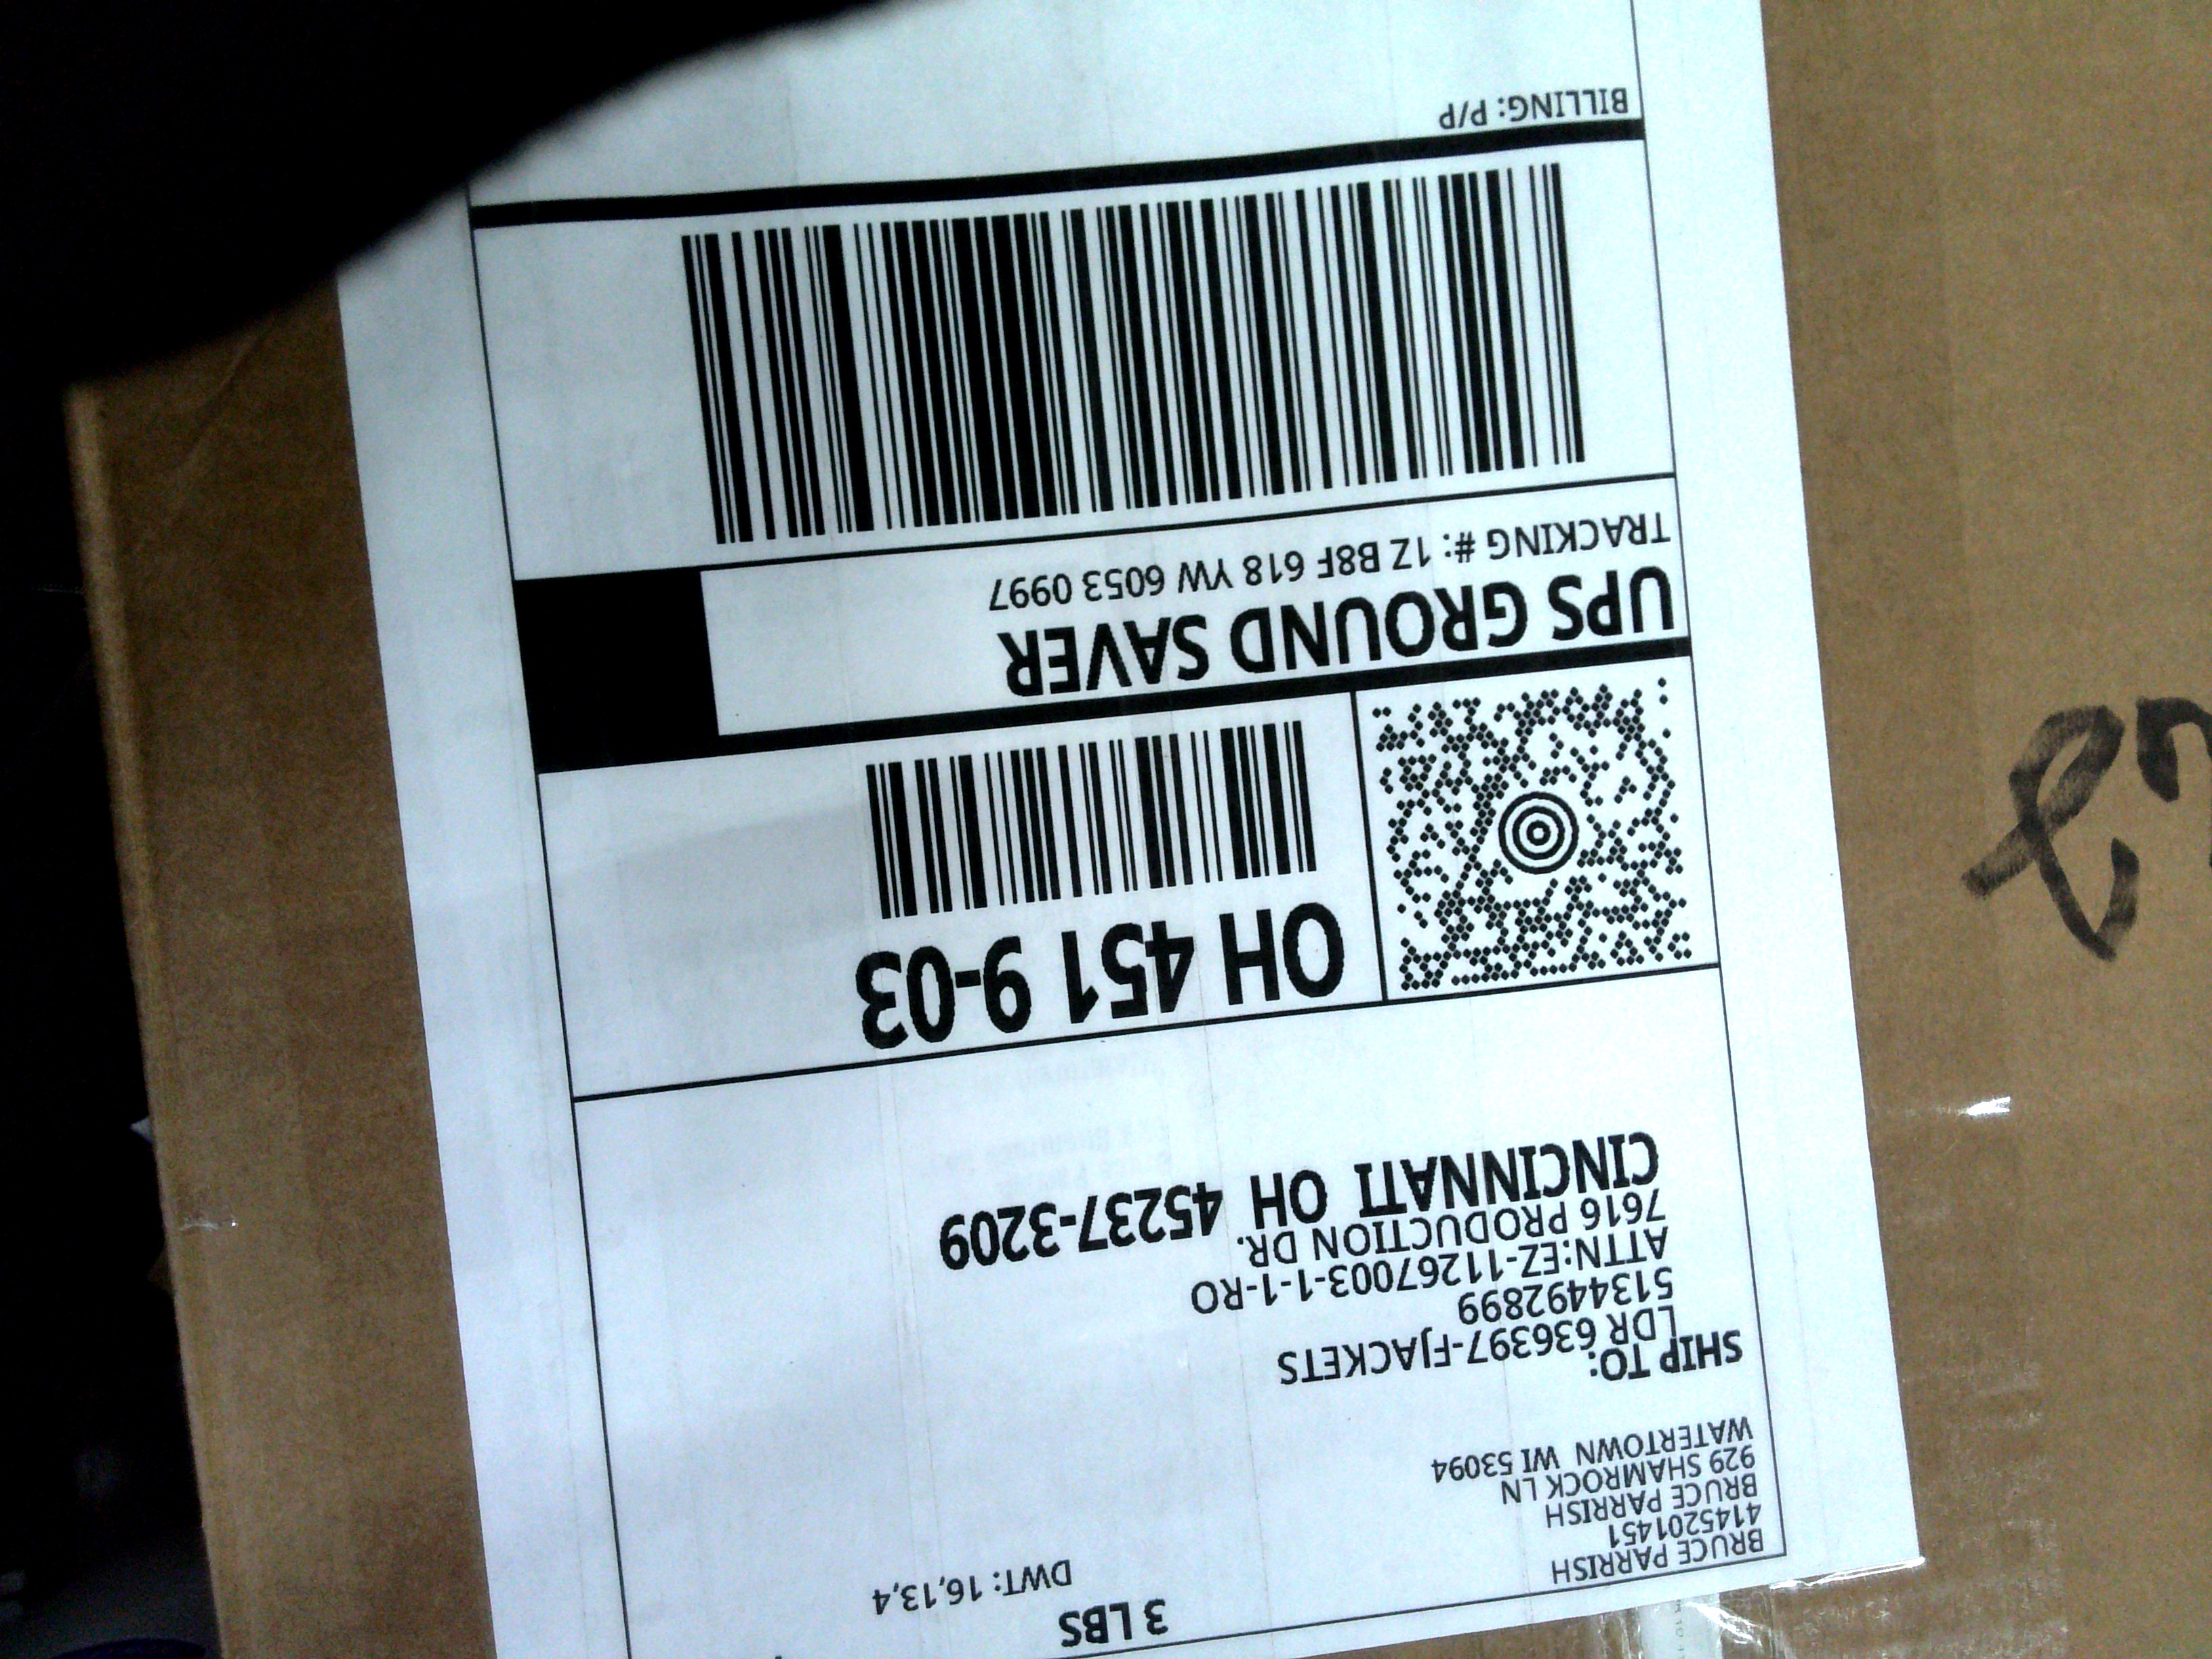 3 LBS
DWT: 16,13,4
BRUCE PARRISH
4145201451
BRUCE PARRISH
929 SHAMROCK LN
WATERTOWN WI 53094
SHIP TO:
LDR 636397-FJACKETS
5134492899
ATTN:EZ-11267003-1-1-RO
7616 PRODUCTION DR.
CINCINNATI OH 45237-3209
OH 451 9-03
UPS GROUND SAVER
TRACKING #: 1Z B8F 618 YW 6053 0997
BILLING: P/P